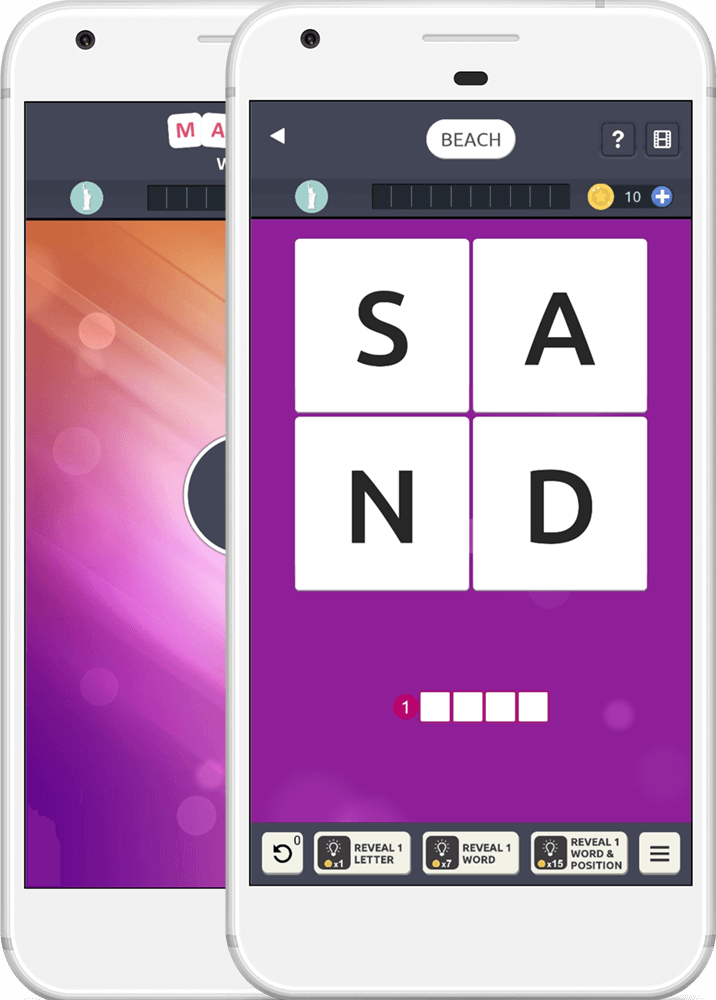 M A
BEACH
?
10
S A
N D
1
0
x1
REVEAL 1
LETTER
x7
REVEAL 1
WORD
x15
REVEAL 1
WORD &
POSITION